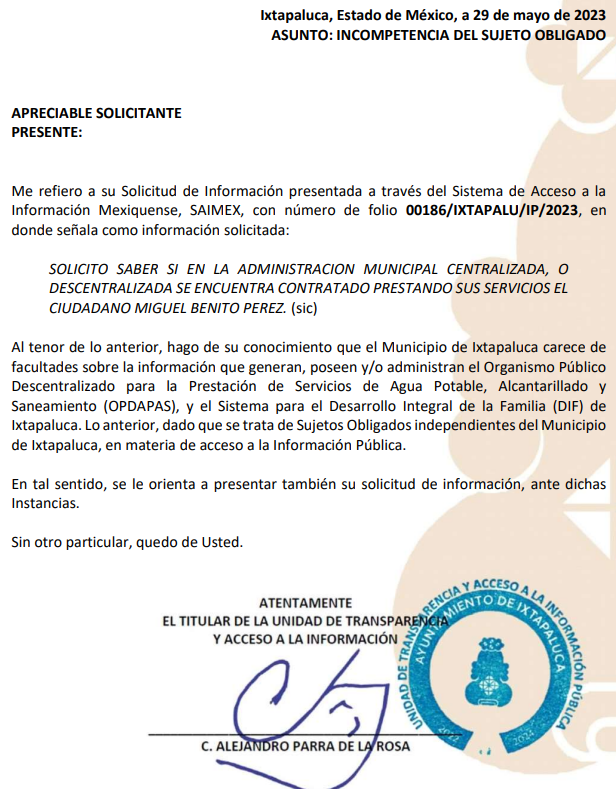 Ixtapaluca, Estado de México, a 29 de mayo de 2023
ASUNTO: INCOMPETENCIA DEL SUJETO OBLIGADO
APRECIABLE SOLICITANTE
PRESENTE:
Me refiero a su Solicitud de Información presentada a través del Sistema de Acceso a la
Información Mexiquense, SAIMEX, con número de folio 00186/IXTAPALU/IP/2023, en
donde señala como información solicitada:
SOLICITO SABER SI EN LA ADMINISTRACION MUNICIPAL CENTRALIZADA, O
DESCENTRALIZADA SE ENCUENTRA CONTRATADO PRESTANDO SUS SERVICIOS EL
CIUDADANO MIGUEL BENITO PEREZ. (sic)
Al tenor de lo anterior, hago de su conocimiento que el Municipio de Ixtapaluca carece de
facultades sobre la información que generan, poseen y/o administran el Organismo Público
Descentralizado para la Prestación de Servicios de Agua Potable, Alcantarillado y
Saneamiento (OPDAPAS), y el Sistema para el Desarrollo Integral de la Familia (DIF) de
Ixtapaluca. Lo anterior, dado que se trata de Sujetos Obligados independientes del Municipio
de Ixtapaluca, en materia de acceso a la Información Pública.
En tal sentido, se le orienta a presentar también su solicitud de información, ante dichas
Instancias.
Sin otro particular, quedo de Usted.
ATENTAMENTE
EL TITULAR DE LA UNIDAD DE TRANSPARENCIA
Y ACCESO A LA INFORMACIÓN
C. ALEJANDRO PARRA DE LA ROSA
UNIDAD DE TRANSPARENCIA Y ACCESO A LA INFORMACIÓN PÚBLICA
AYUNTAMIENTO DE IXTAPALUCA
2022
2024